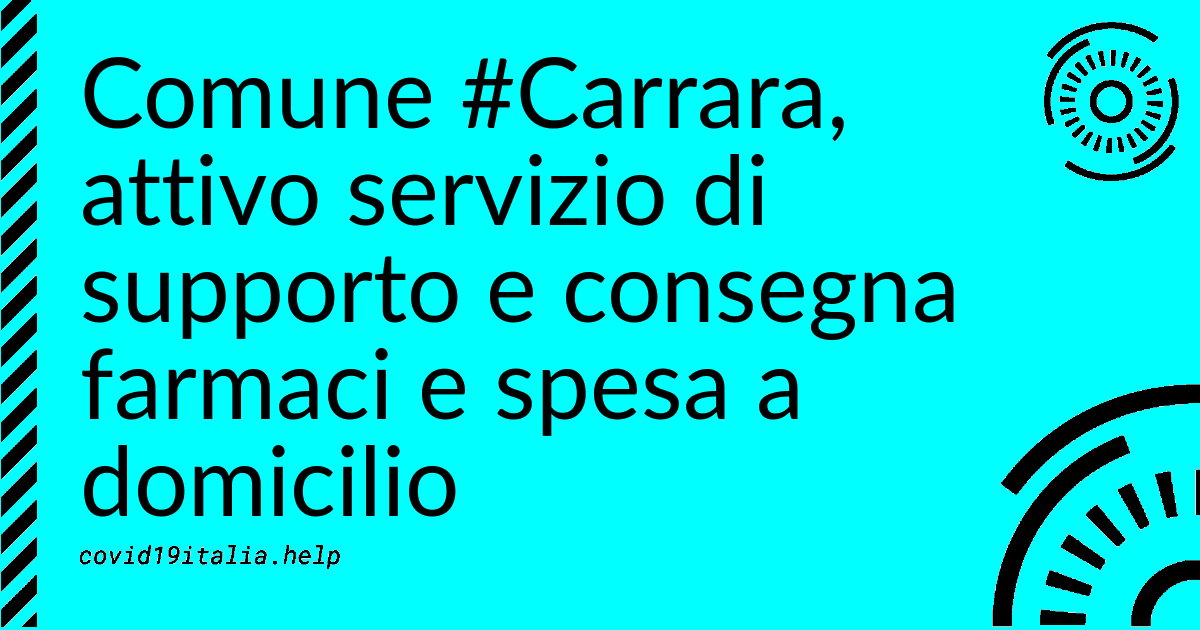 Comune #Carrara,
attivo servizio di
supporto e consegna
farmaci e spesa a
domicilio
covid19italia.help